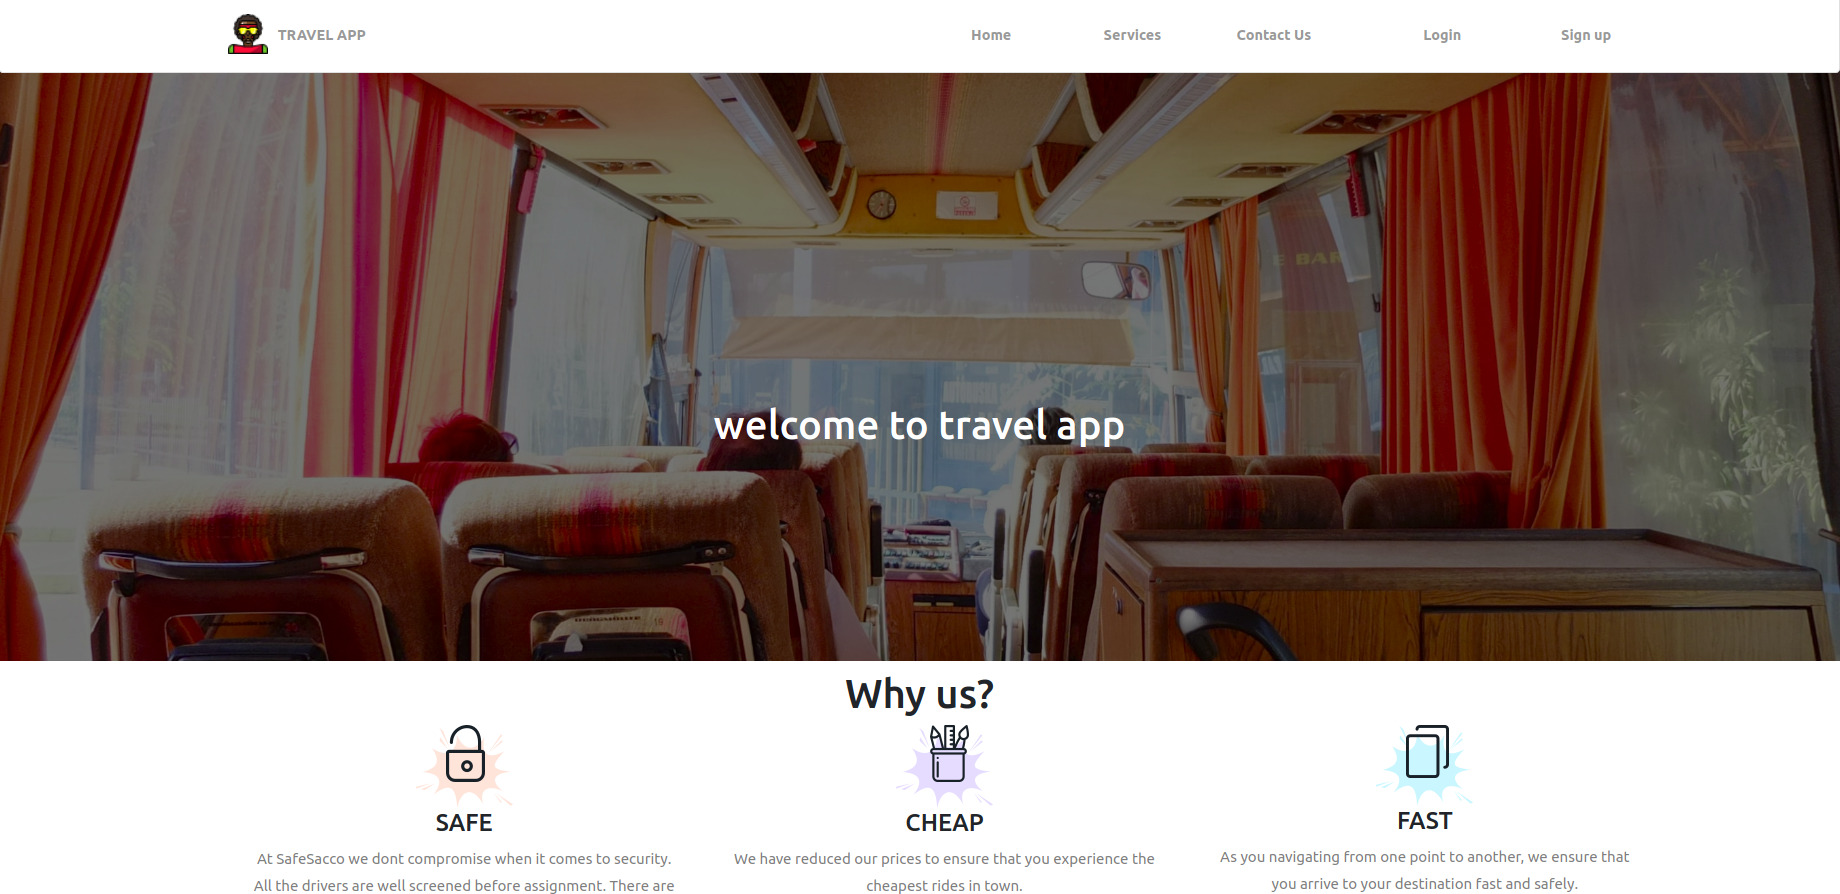 TRAVEL APP
Home Services Contact Us Login Sign up
E BAR
welcome to travel app
Why us?
SAFE
At SafeSacco we dont compromise when it comes to security.
All the drivers are well screened before assignment. There are
CHEAP
We have reduced our prices to ensure that you experience the
cheapest rides in town.
FAST
As you navigating from one point to another, we ensure that
you arrive to your destination fast and safely.